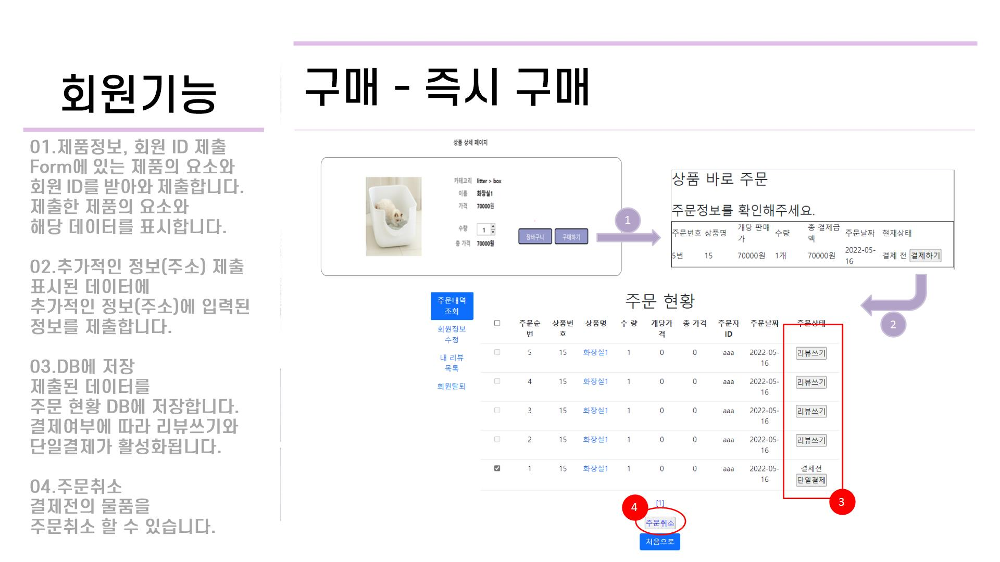 회원기능
01.제품정보, 회원 ID 제출
Form에 있는 제품의 요소와
회원 ID를 받아와 제출합니다.
제출한 제품의 요소와
해당 데이터를 표시합니다.
02.추가적인 정보(주소) 제출
표시된 데이터에
추가적인 정보(주소)에 입력된
정보를 제출합니다.
03.DB에 저장
제출된 데이터를
주문 현황 DB에 저장합니다.
결제여부에 따라 리뷰쓰기와
단일결제가 활성화됩니다.
04.주문취소
결제전의 물품을
주문취소 할 수 있습니다.
구매 - 즉시 구매
상품 상세 페이지
카테고리 litter > box
이름 화장실1
가격 70000원
수량 1
총 가격 70000원
장바구니 구매하기
1
상품 바로 주문
주문정보를 확인해주세요.
주문번호 상품명 개당 판매가 수량 총 결제금액 주문날짜 현재상태
5번 15 70000원 1개 70000원 2022-05-16 결제 전 결제하기
2
주문내역
조회
회원정보
수정
내 리뷰
목록
회원탈퇴
주문 현황
주문순번 상품번호 상품명 수 량 개당가격 총 가격 주문자ID 주문날짜 주문상태
5 15 화장실1 1 0 0 aaa 2022-05-16 리뷰쓰기
4 15 화장실1 1 0 0 aaa 2022-05-16 리뷰쓰기
3 15 화장실1 1 0 0 aaa 2022-05-16 리뷰쓰기
2 15 화장실1 1 0 0 aaa 2022-05-16 리뷰쓰기
1 15 화장실1 1 0 0 aaa 2022-05-16 결제전 단일결제
3
4
[1]
주문취소
처음으로